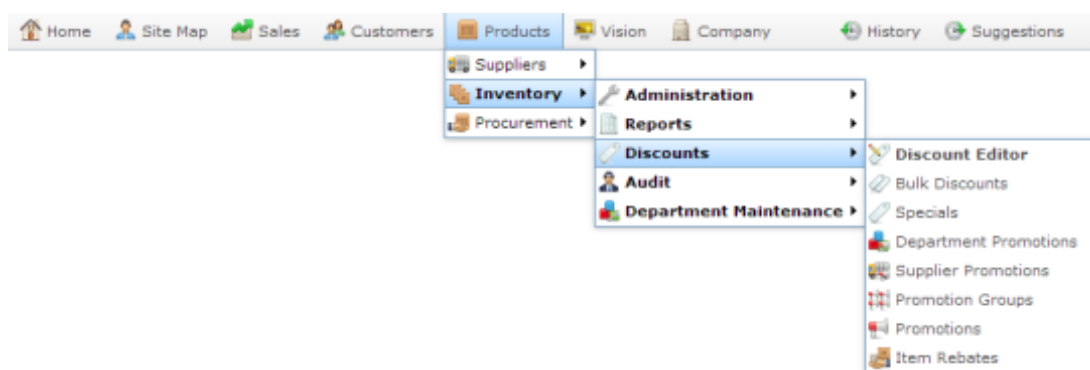 Home Site Map Sales Customers Products Vision Company History Suggestions
Suppliers
Inventory
Procurement
Administration
Reports
Discounts
Audit
Department Maintenance
Discount Editor
Bulk Discounts
Specials
Department Promotions
Supplier Promotions
Promotion Groups
Promotions
Item Rebates